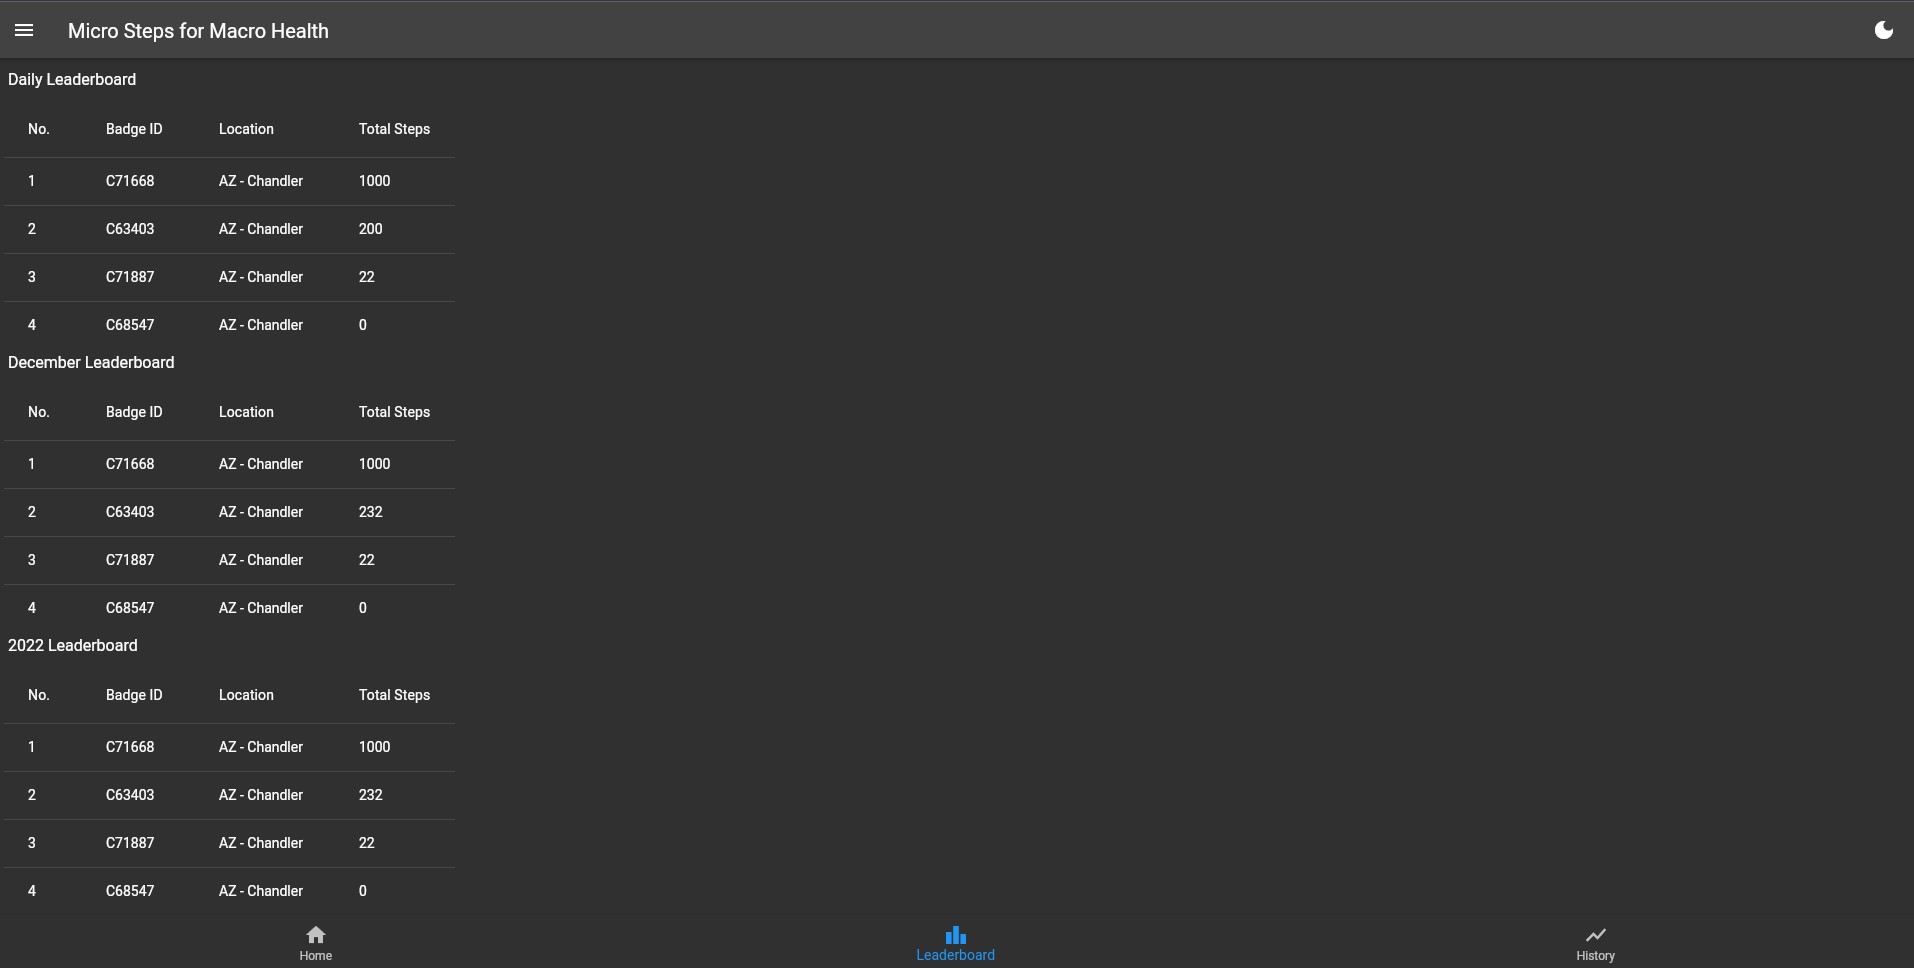 Micro Steps for Macro Health
Daily Leaderboard
No. Badge ID Location Total Steps
1 C71668 AZ - Chandler 1000
2 C63403 AZ - Chandler 200
3 C71887 AZ - Chandler 22
4 C68547 AZ - Chandler 0
December Leaderboard
No. Badge ID Location Total Steps
1 C71668 AZ - Chandler 1000
2 C63403 AZ - Chandler 232
3 C71887 AZ - Chandler 22
4 C68547 AZ - Chandler 0
2022 Leaderboard
No. Badge ID Location Total Steps
1 C71668 AZ - Chandler 1000
2 C63403 AZ - Chandler 232
3 C71887 AZ - Chandler 22
4 C68547 AZ - Chandler 0
Home Leaderboard History